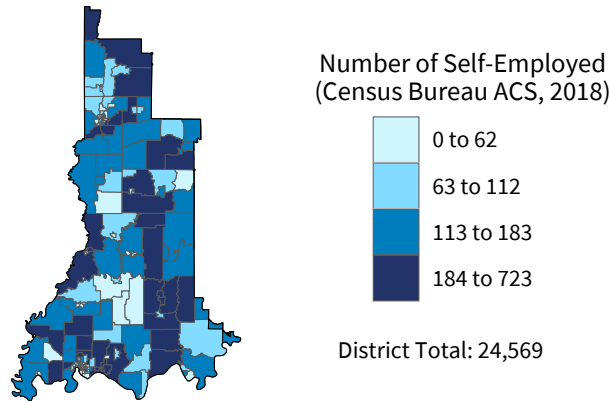 Number of Self-Employed
(Census Bureau ACS, 2018)
0 to 62
63 to 112
113 to 183
184 to 723
District Total: 24,569